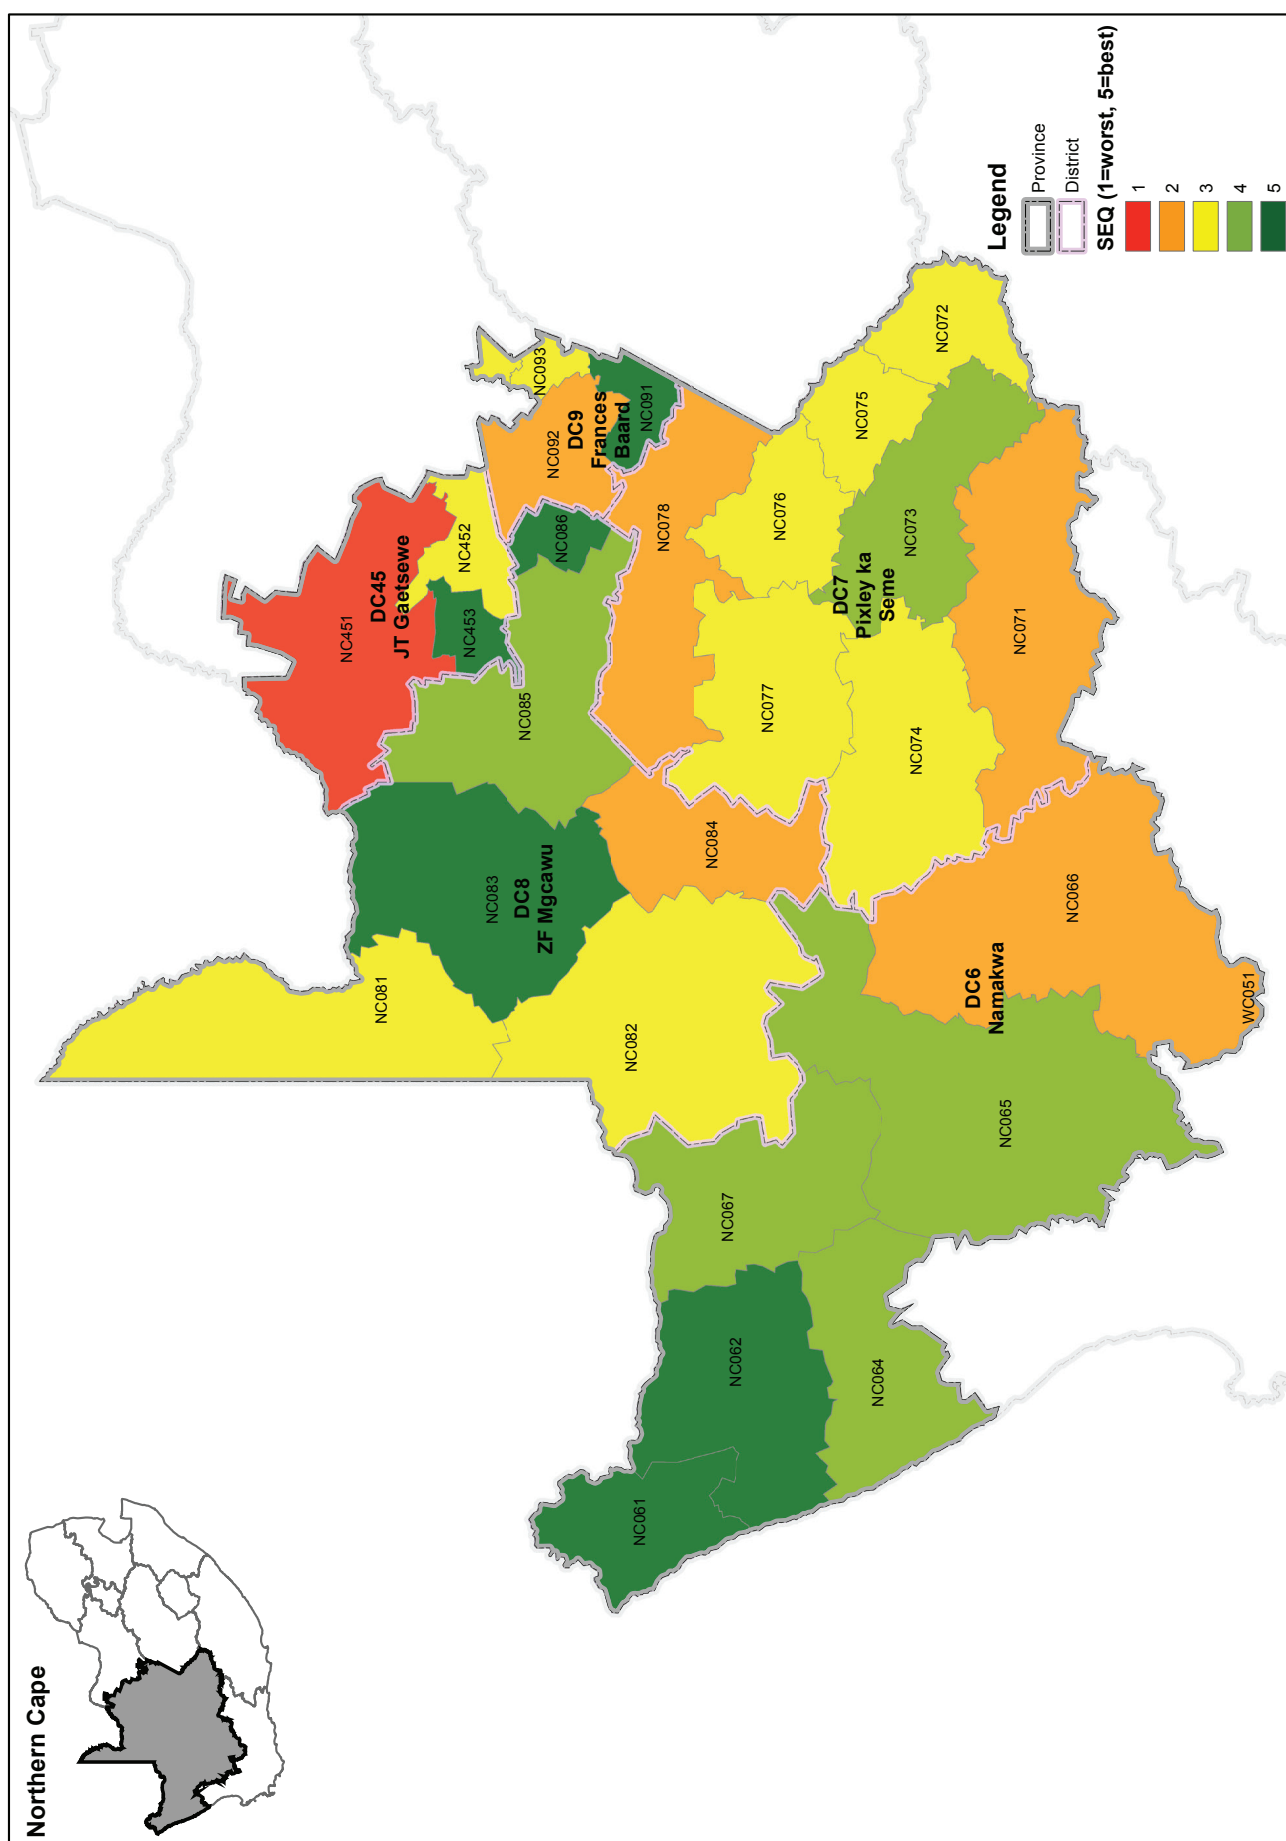 Northern Cape
NC451
DC45
JT Gaetsewe
NC452
NC453
NC093
NC092
DC9
Frances
Baard
NC091
NC086
NC085
NC083
DC8
ZF Mgcawu
NC081
NC082
NC084
NC078
NC076
NC077
NC075
NC072
NC073
DC7
Pixley ka
Seme
NC074
NC071
NC067
NC062
NC061
NC064
NC065
DC6
Namakwa
NC066
WC051
Legend
Province
District
SEQ (1=worst, 5=best)
1
2
3
4
5